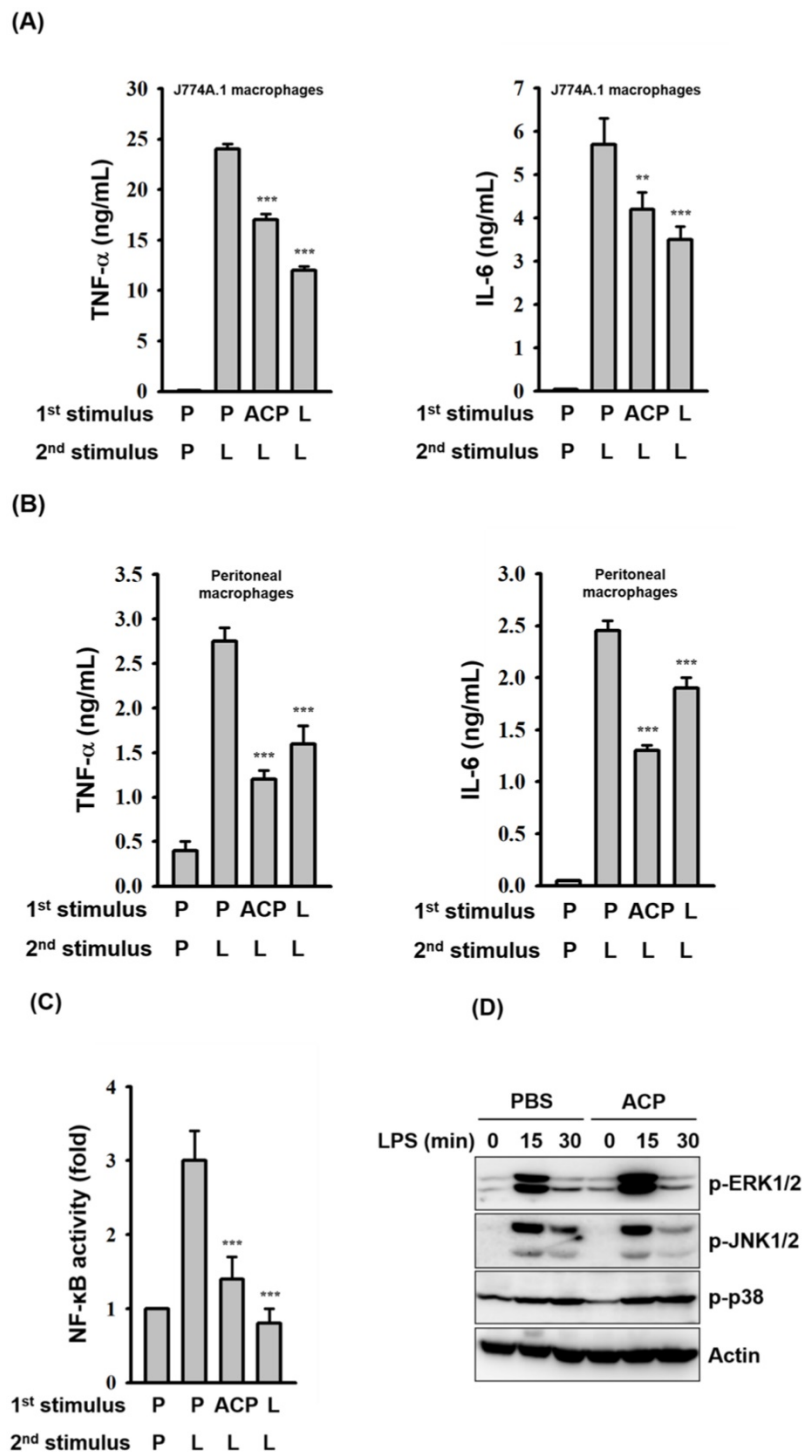 (A)
J774A.1 macrophages
TNF-α (ng/mL)
30
25
20
15
10
5
0
***
***
1st stimulus P P ACP L
2nd stimulus P L L L
J774A.1 macrophages
IL-6 (ng/mL)
7
6
5
4
3
2
1
0
**
***
1st stimulus P P ACP L
2nd stimulus P L L L
(B)
Peritoneal
macrophages
TNF-α (ng/mL)
3.5
3.0
2.5
2.0
1.5
1.0
0.5
0.0
***
***
1st stimulus P P ACP L
2nd stimulus P L L L
Peritoneal
macrophages
IL-6 (ng/mL)
3.0
2.5
2.0
1.5
1.0
0.5
0.0
***
***
1st stimulus P P ACP L
2nd stimulus P L L L
(C)
NF-κB activity (fold)
4
3
2
1
0
***
***
1st stimulus P P ACP L
2nd stimulus P L L L
(D)
PBS ACP
LPS (min) 0 15 30 0 15 30
p-ERK1/2
p-JNK1/2
p-p38
Actin